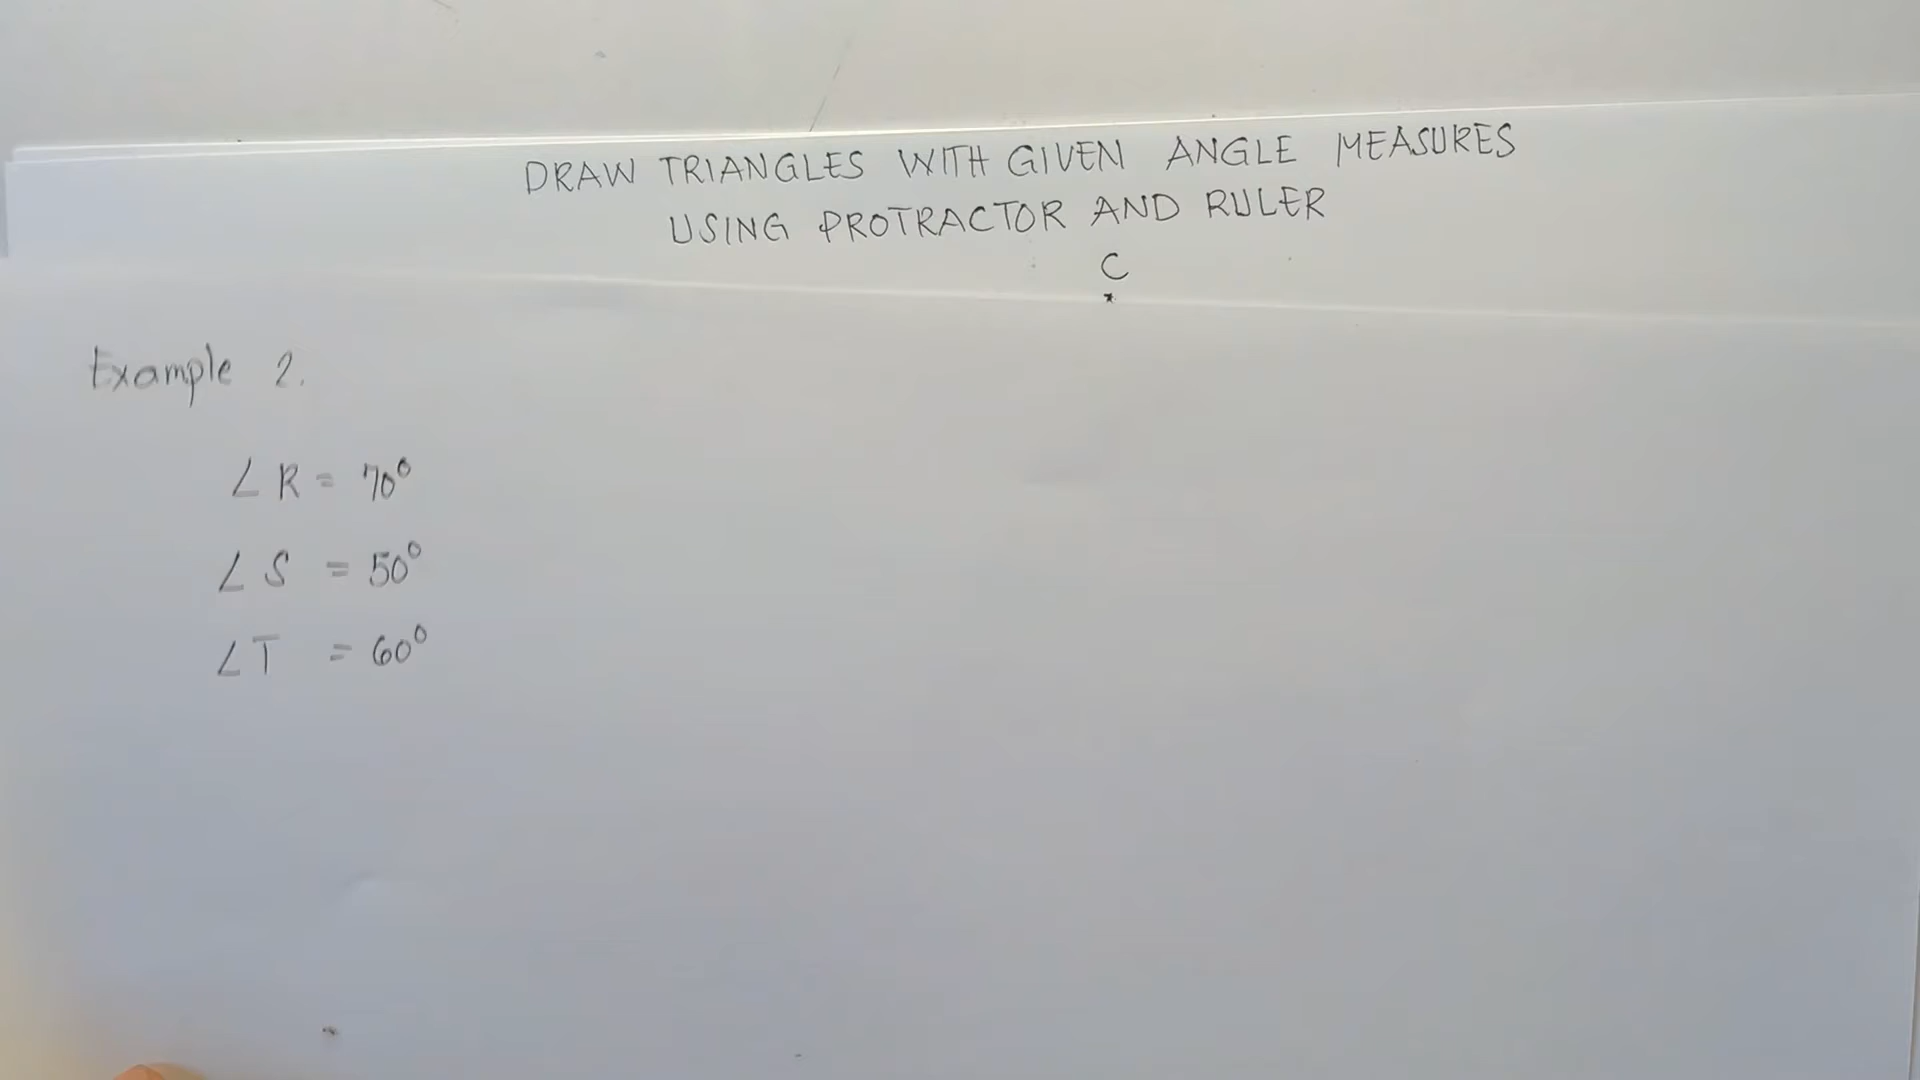 DRAW TRIANGLES WITH GIVEN ANGLE MEASURES
USING PROTRACTOR AND RULER
C
Example 2.
∠R = 70°
∠S = 50°
∠T = 60°